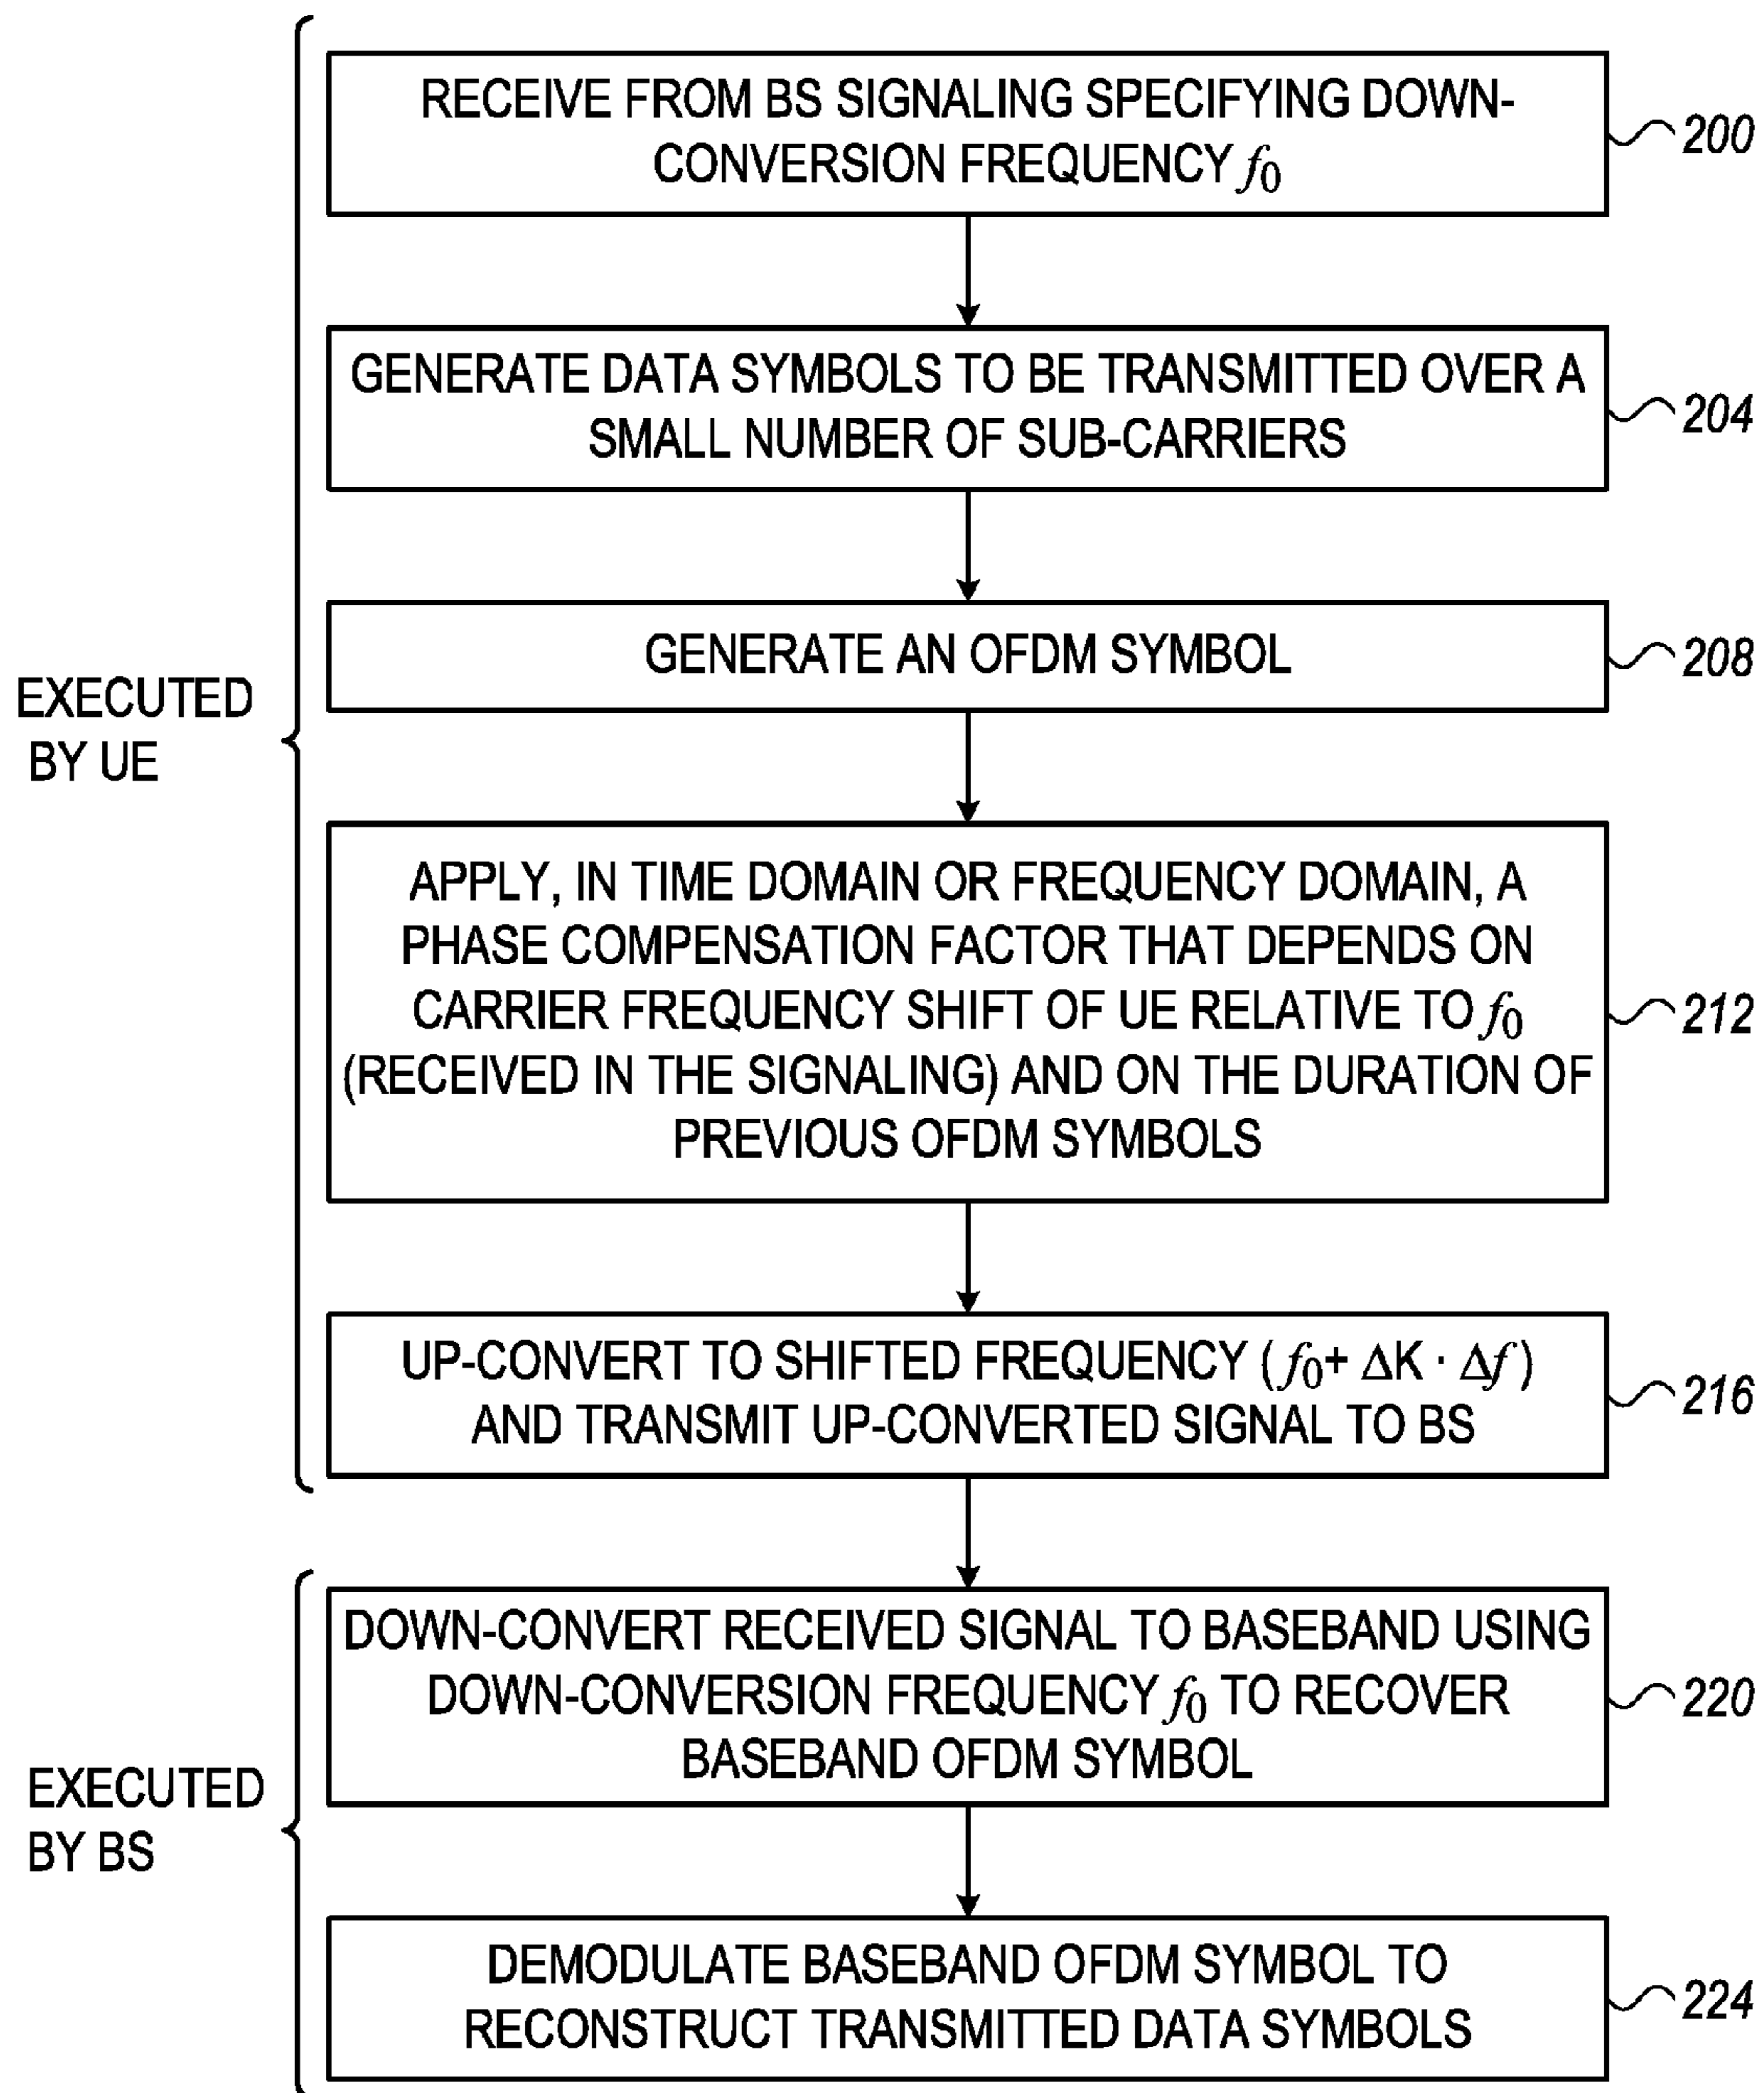 RECEIVE FROM BS SIGNALING SPECIFYING DOWN-
CONVERSION FREQUENCY f0
200
GENERATE DATA SYMBOLS TO BE TRANSMITTED OVER A
SMALL NUMBER OF SUB-CARRIERS
204
GENERATE AN OFDM SYMBOL
208
EXECUTED
BY UE
APPLY, IN TIME DOMAIN OR FREQUENCY DOMAIN, A
PHASE COMPENSATION FACTOR THAT DEPENDS ON
CARRIER FREQUENCY SHIFT OF UE RELATIVE TO f0
(RECEIVED IN THE SIGNALING) AND ON THE DURATION OF
PREVIOUS OFDM SYMBOLS
212
UP-CONVERT TO SHIFTED FREQUENCY (f0+ ΔK · Δf)
AND TRANSMIT UP-CONVERTED SIGNAL TO BS
216
DOWN-CONVERT RECEIVED SIGNAL TO BASEBAND USING
DOWN-CONVERSION FREQUENCY f0 TO RECOVER
BASEBAND OFDM SYMBOL
220
EXECUTED
BY BS
DEMODULATE BASEBAND OFDM SYMBOL TO
RECONSTRUCT TRANSMITTED DATA SYMBOLS
224